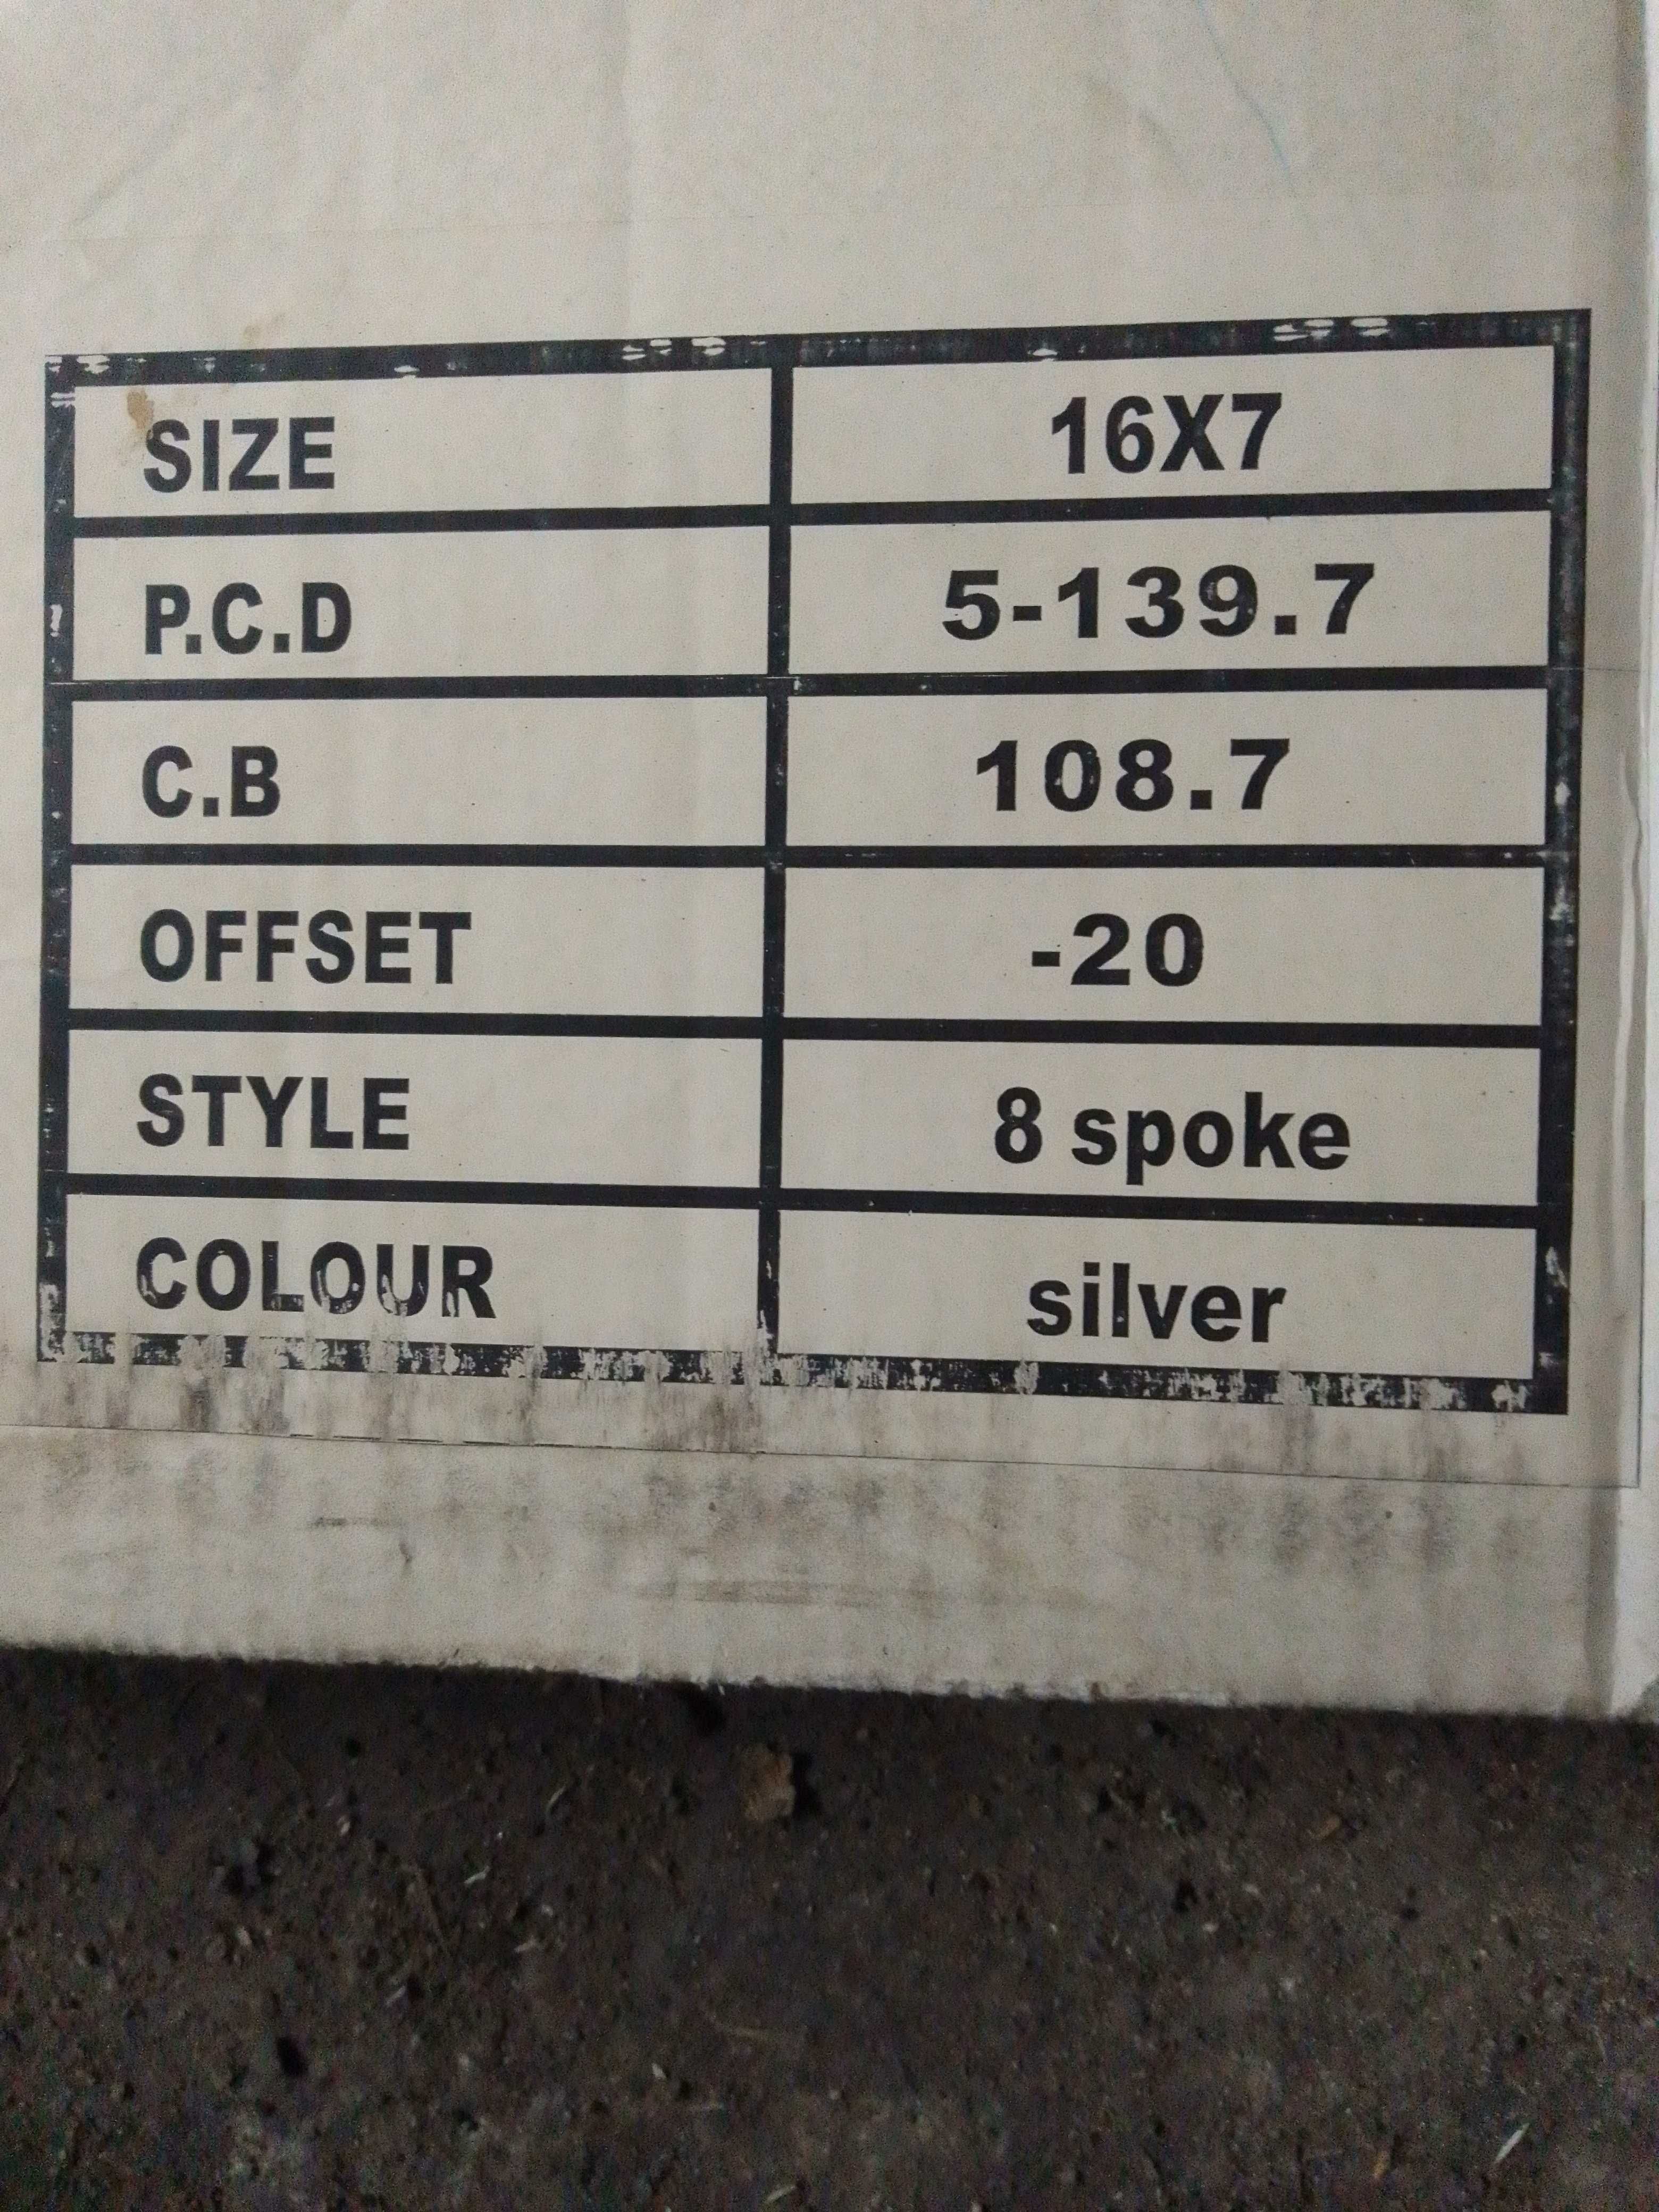 SIZE 16X7
P.C.D 5-139.7
C.B 108.7
OFFSET -20
STYLE 8 spoke
COLOUR silver